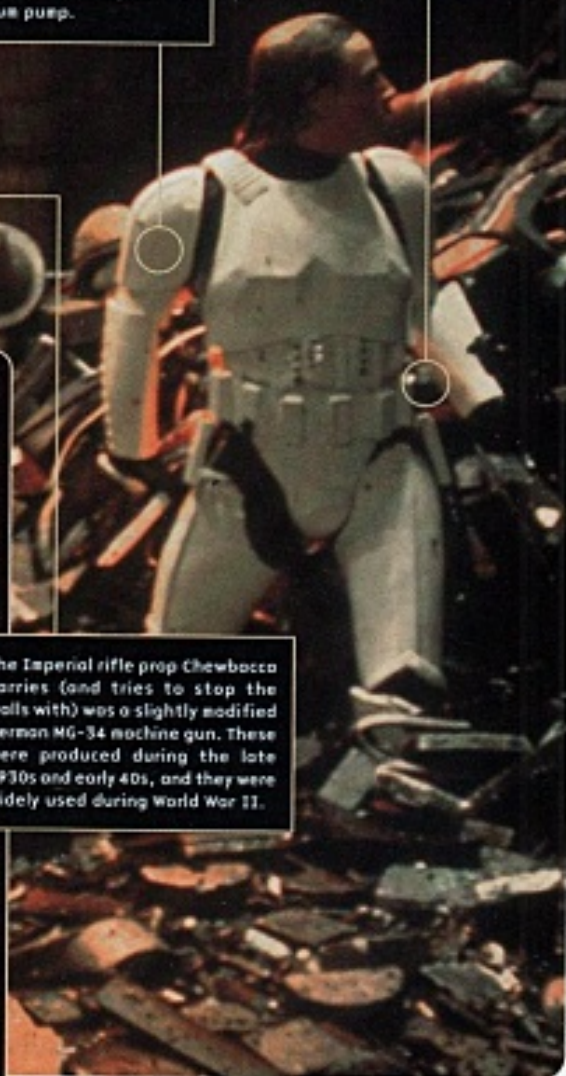 um pump.
he Imperial rifle prop Chewbacca
arries (and tries to stop the
alls with) was a slightly modified
erman MG-34 machine gun. These
ere produced during the late
930s and early 40s, and they were
idely used during World War II.